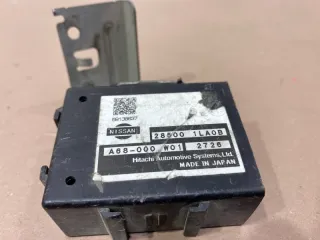 NISSAN
28500 1LA0B
A68-000 W01 2726
Hitachi Automotive Systems,Ltd.
MADE IN JAPAN